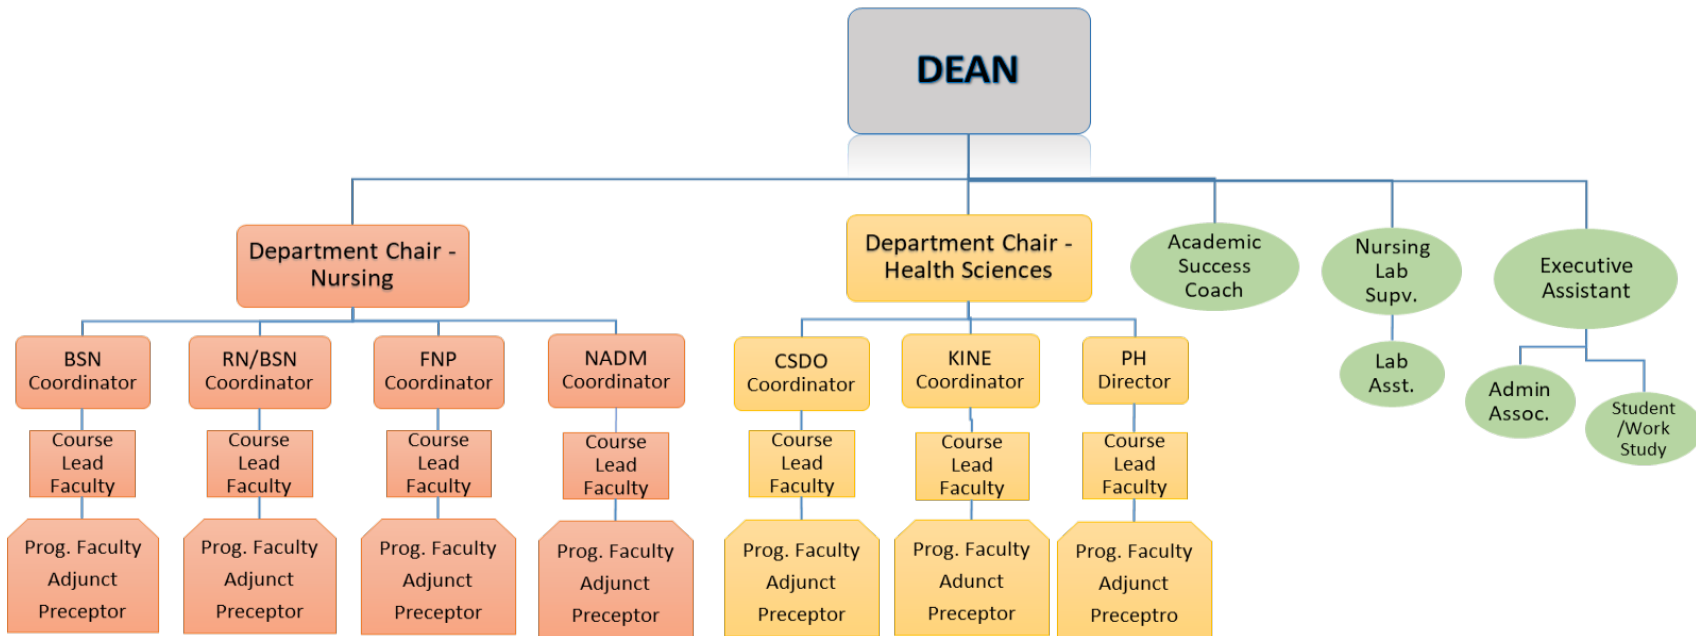 DEAN
Department Chair -
Nursing
Department Chair -
Health Sciences
Academic
Success
Coach
Nursing
Lab
Supv.
Executive
Assistant
BSN
Coordinator
RN/BSN
Coordinator
FNP
Coordinator
NADM
Coordinator
CSDO
Coordinator
KINE
Coordinator
PH
Director
Lab
Asst.
Admin
Assoc.
Student
/Work
Study
Course
Lead
Faculty
Course
Lead
Faculty
Course
Lead
Faculty
Course
Lead
Faculty
Course
Lead
Faculty
Course
Lead
Faculty
Course
Lead
Faculty
Prog. Faculty
Adjunct
Preceptor
Prog. Faculty
Adjunct
Preceptor
Prog. Faculty
Adjunct
Preceptor
Prog. Faculty
Adjunct
Preceptor
Prog. Faculty
Adjunct
Preceptor
Prog. Faculty
Adunct
Preceptor
Prog. Faculty
Adjunct
Preceptro